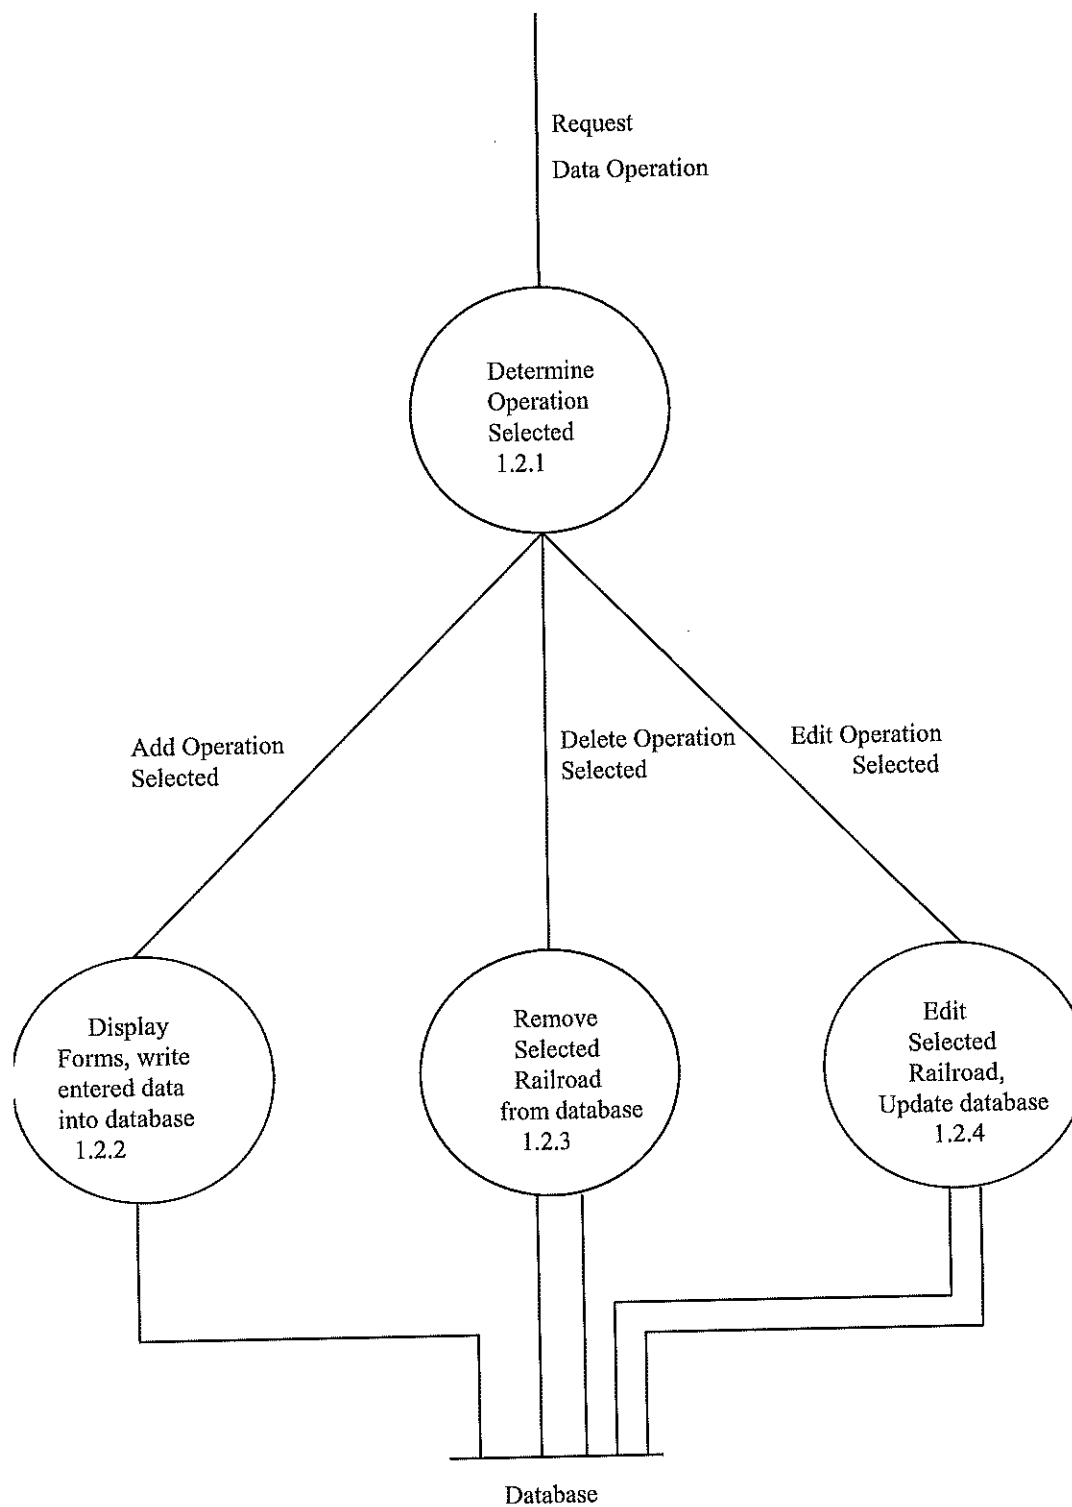 Request
Data Operation
Determine
Operation
Selected
1.2.1
Add Operation
Selected
Delete Operation
Selected
Edit Operation
Selected
Display
Forms, write
entered data
into database
1.2.2
Remove
Selected
Railroad
from database
1.2.3
Edit
Selected
Railroad,
Update database
1.2.4
Database